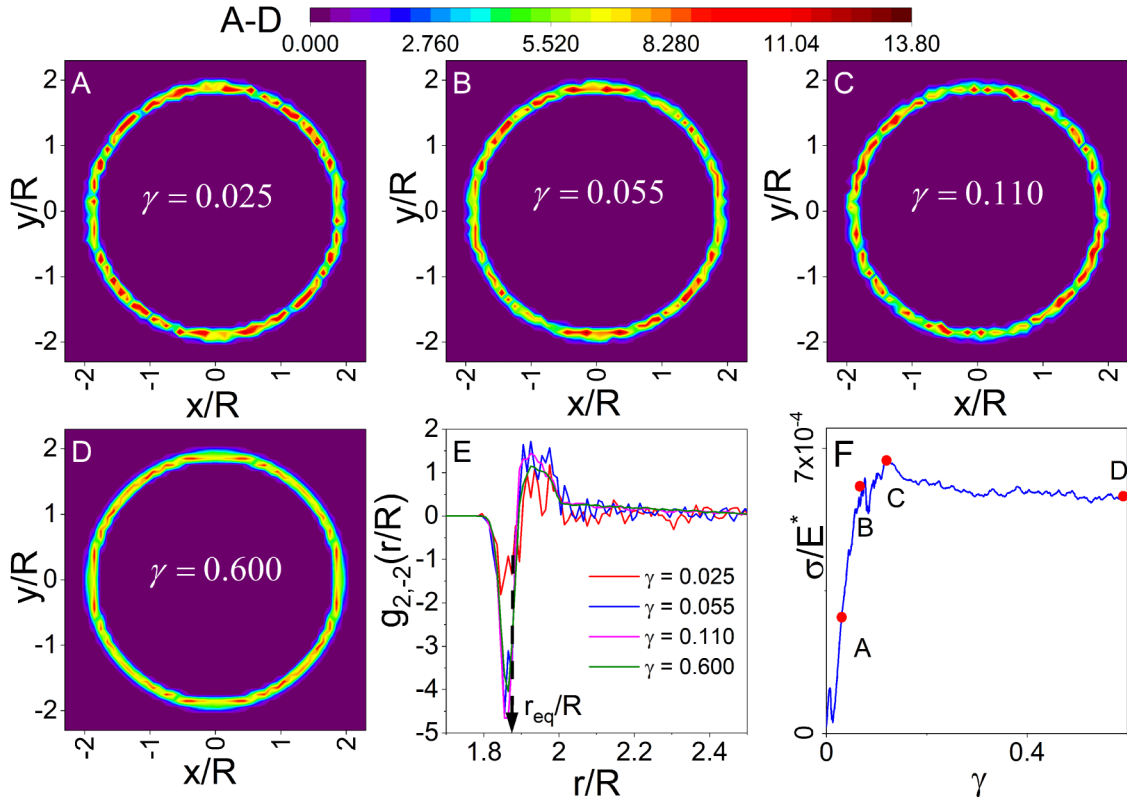 A-D
0.000 2.760 5.520 8.280 11.04 13.80
A
γ = 0.025
y/R
2
1
0
-1
-2
-2 -1 0 1 2
x/R
B
γ = 0.055
y/R
2
1
0
-1
-2
-2 -1 0 1 2
x/R
C
γ = 0.110
y/R
2
1
0
-1
-2
-2 -1 0 1 2
x/R
D
γ = 0.600
y/R
2
1
0
-1
-2
-2 -1 0 1 2
x/R
E
g2,-2(r/R)
2
1
0
-1
-2
-3
-4
-5
γ = 0.025
γ = 0.055
γ = 0.110
γ = 0.600
req/R
1.8 2 2.2 2.4
r/R
F
σ/E*
7x10-4
0
A
B
C
D
0 0.4
γ